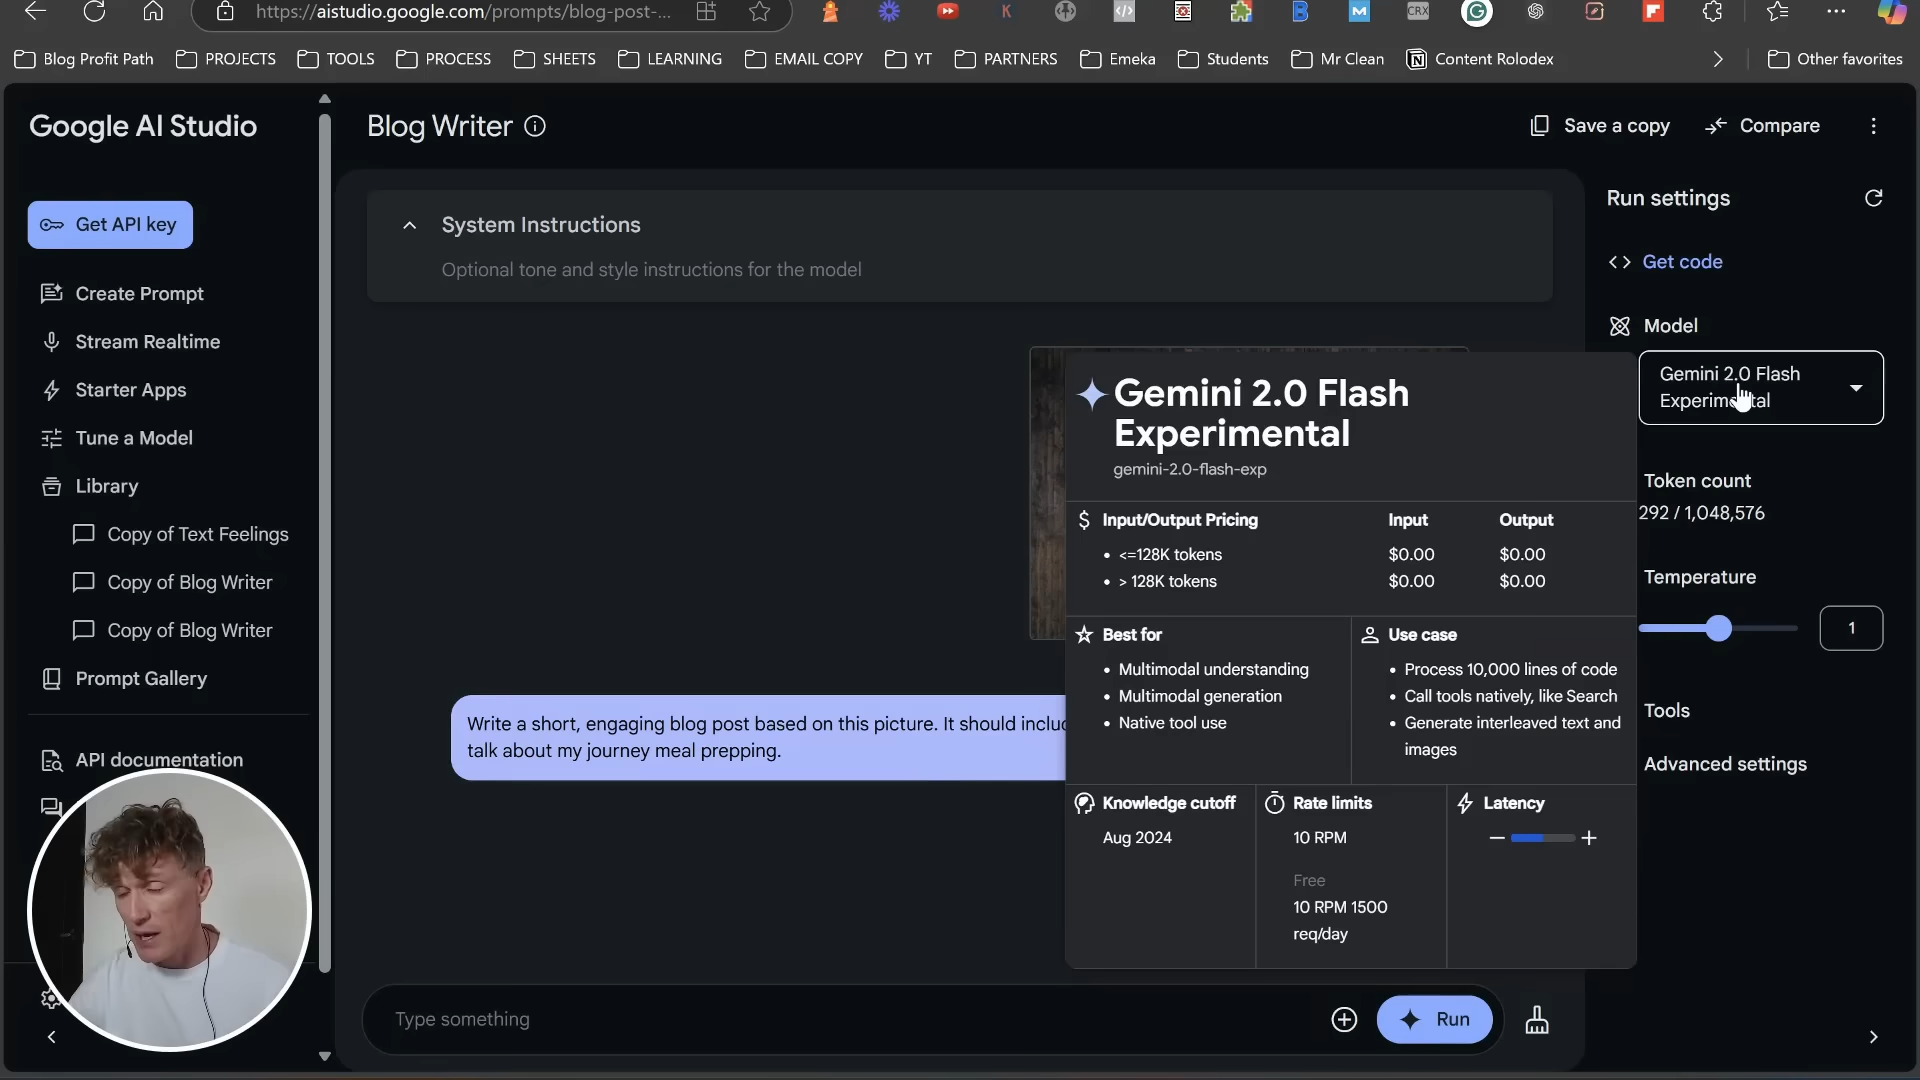 https://aistudio.google.com/prompts/blog-post-...
Blog Profit Path
PROJECTS
TOOLS
PROCESS
SHEETS
LEARNING
EMAIL COPY
YT
PARTNERS
Emeka
Students
Mr Clean
Content Rolodex
Other favorites
Google AI Studio
Get API key
Create Prompt
Stream Realtime
Starter Apps
Tune a Model
Library
Copy of Text Feelings
Copy of Blog Writer
Copy of Blog Writer
Prompt Gallery
API documentation
Blog Writer
Save a copy
Compare
System Instructions
Optional tone and style instructions for the model
Write a short, engaging blog post based on this picture. It should
talk about my journey meal prepping.
Gemini 2.0 Flash
Experimental
gemini-2.0-flash-exp
Input/Output Pricing Input Output
<=128K tokens $0.00 $0.00
> 128K tokens $0.00 $0.00
Best for
Multimodal understanding
Multimodal generation
Native tool use
Use case
Process 10,000 lines of code
Call tools natively, like Search
Generate interleaved text and
images
Knowledge cutoff
Aug 2024
Rate limits
10 RPM
Free
10 RPM 1500
req/day
Latency
Type something
Run
Run settings
Get code
Model
Gemini 2.0 Flash
Experimental
Token count
292 / 1,048,576
Temperature
1
Tools
Advanced settings